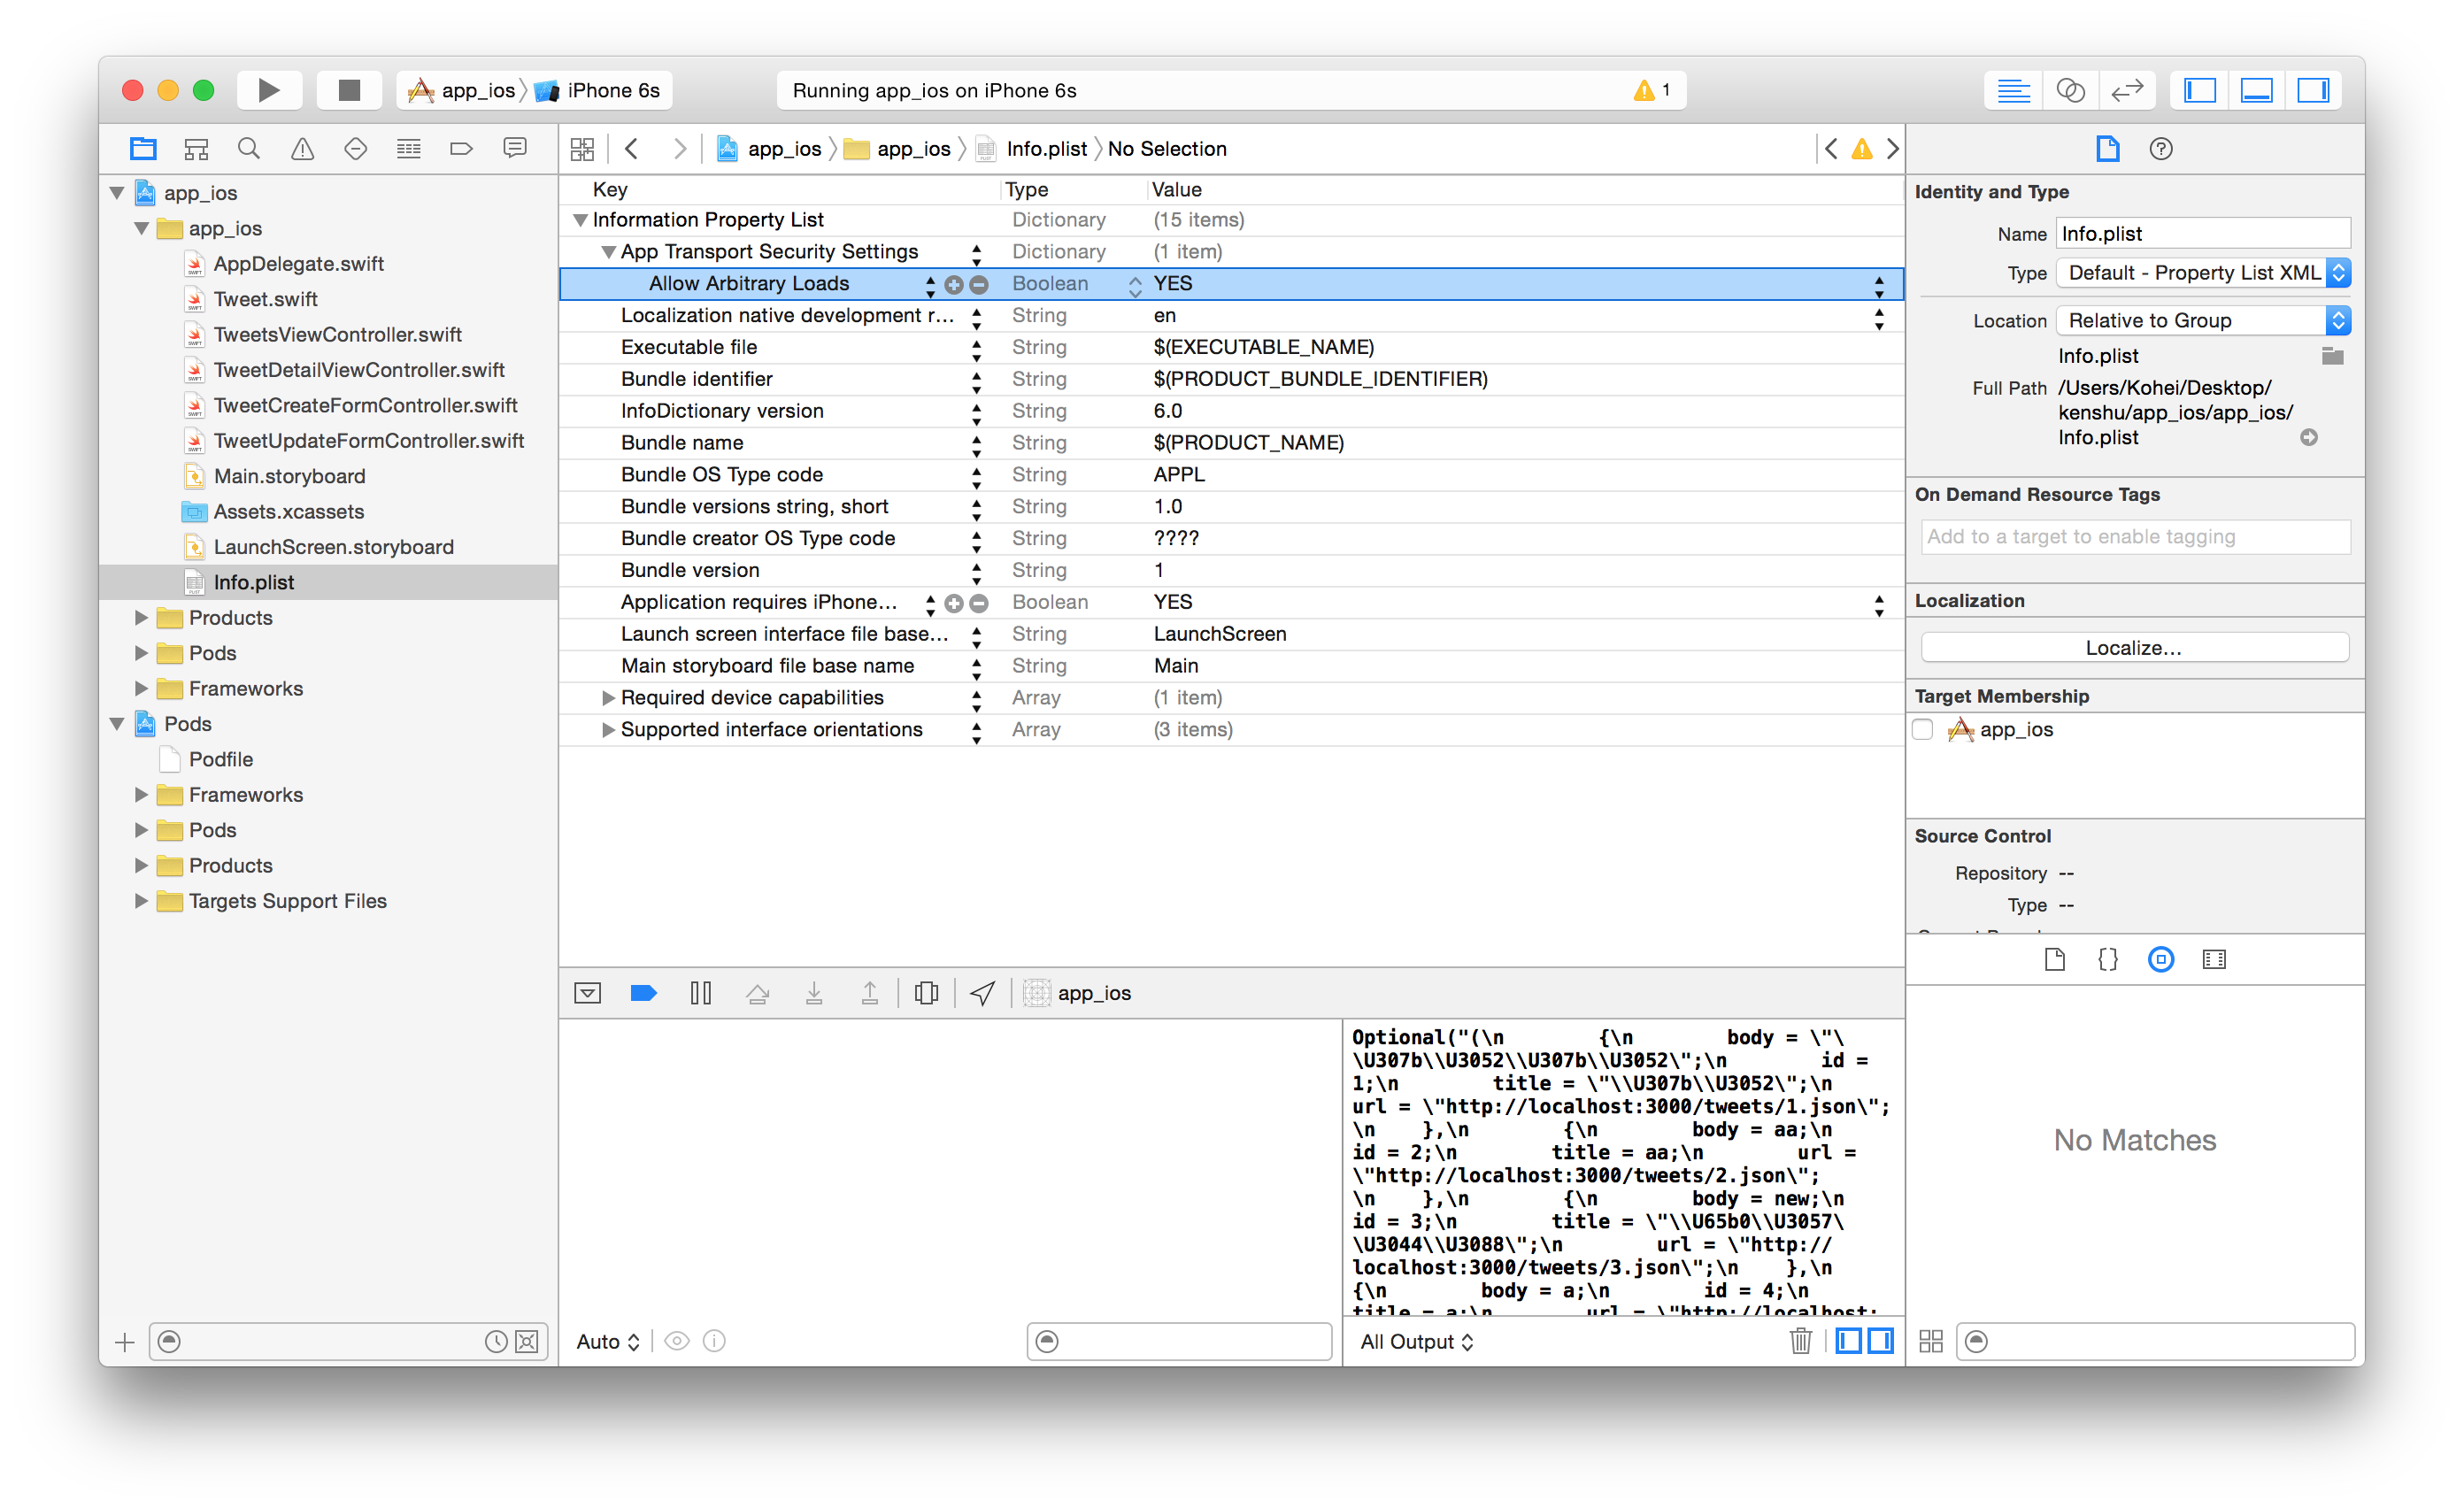 app_ios
iPhone 6s
Running app_ios on iPhone 6s
1
app_ios
app_ios
Info.plist
No Selection
app_ios
app_ios
AppDelegate.swift
Tweet.swift
TweetsViewController.swift
TweetDetailViewController.swift
TweetCreateFormController.swift
TweetUpdateFormController.swift
Main.storyboard
Assets.xcassets
LaunchScreen.storyboard
Info.plist
Products
Pods
Frameworks
Pods
Podfile
Frameworks
Pods
Products
Targets Support Files
Key Type Value
Information Property List Dictionary (15 items)
App Transport Security Settings Dictionary (1 item)
Allow Arbitrary Loads Boolean YES
Localization native development r... String en
Executable file String $(EXECUTABLE_NAME)
Bundle identifier String $(PRODUCT_BUNDLE_IDENTIFIER)
InfoDictionary version String 6.0
Bundle name String $(PRODUCT_NAME)
Bundle OS Type code String APPL
Bundle versions string, short String 1.0
Bundle creator OS Type code String ????
Bundle version String 1
Application requires iPhone... Boolean YES
Launch screen interface file base... String LaunchScreen
Main storyboard file base name String Main
Required device capabilities Array (1 item)
Supported interface orientations Array (3 items)
app_ios
Optional("(\n        {\n        body = \"\
\U307b\\U3052\\U307b\\U3052\";\n        id =
1;\n        title = \"\\U307b\\U3052\";\n
url = \"http://localhost:3000/tweets/1.json\";
\n    },\n        {\n        body = aa;\n
id = 2;\n        title = aa;\n        url =
\"http://localhost:3000/tweets/2.json\";
\n    },\n        {\n        body = new;\n
id = 3;\n        title = \"\\U65b0\\U3057\
\U3044\\U3088\";\n        url = \"http://
localhost:3000/tweets/3.json\";\n    },\n
{\n        body = a;\n        id = 4;\n
title = a;\n        url = \"http://localhost:
Auto
All Output
Identity and Type
Name Info.plist
Type Default - Property List XML
Location Relative to Group
Info.plist
Full Path /Users/Kohei/Desktop/
kenshu/app_ios/app_ios/
Info.plist
On Demand Resource Tags
Add to a target to enable tagging
Localization
Localize...
Target Membership
app_ios
Source Control
Repository --
Type --
No Matches